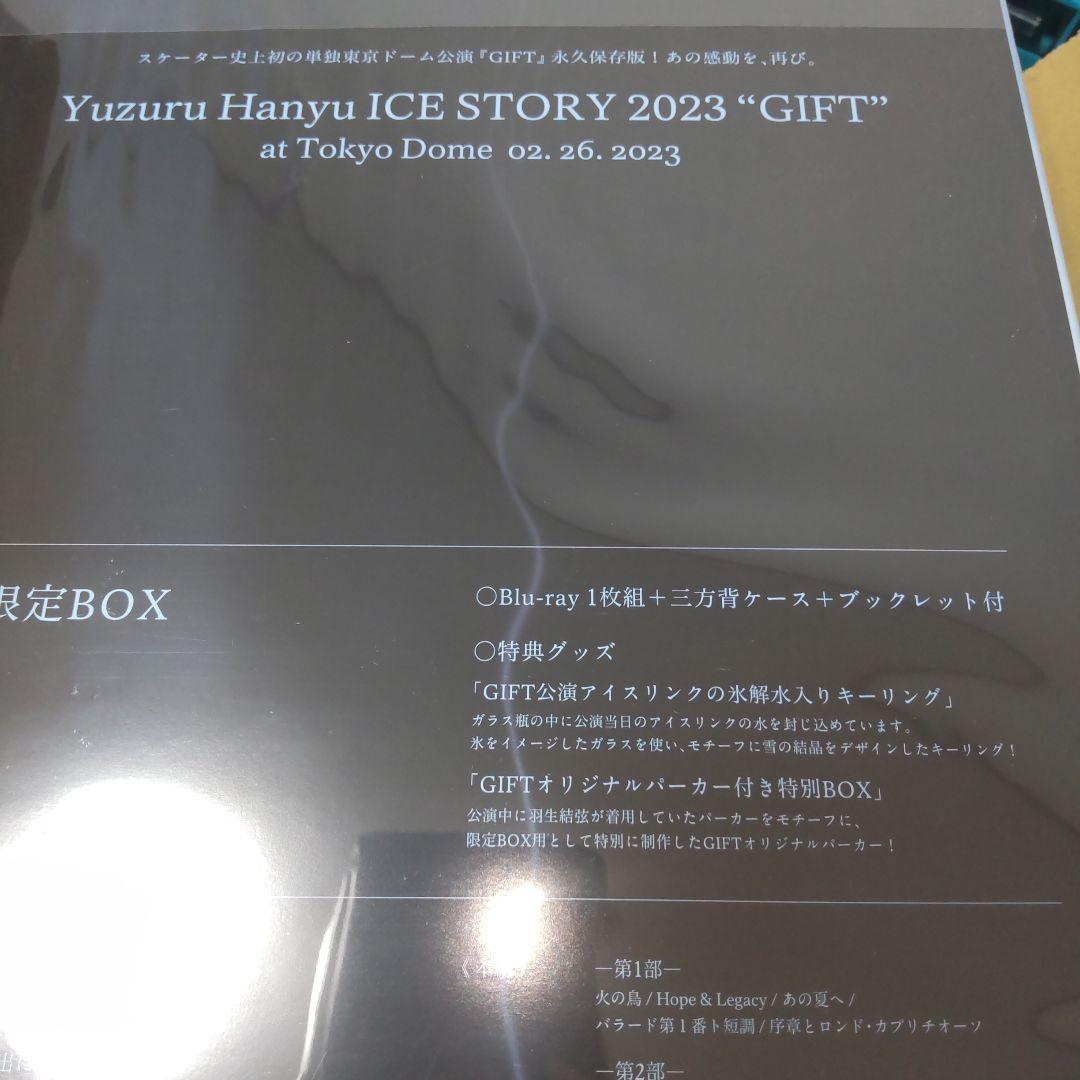 スケーター史上初の単独東京ドーム公演『GIFT』永久保存版！あの感動を、再び。
Yuzuru Hanyu ICE STORY 2023 “GIFT”
at Tokyo Dome 02. 26. 2023
限定BOX
○Blu-ray 1枚組＋三方背ケース＋ブックレット付
○特典グッズ
「GIFT公演アイスリンクの氷解水入りキーリング」
ガラス瓶の中に公演当日のアイスリンクの水を封じ込めています。
氷をイメージしたガラスを使い、モチーフに雪の結晶をデザインしたキーリング！
「GIFTオリジナルパーカー付き特別BOX」
公演中に羽生結弦が着用していたパーカーをモチーフに、
限定BOX用として特別に制作したGIFTオリジナルパーカー！
—第1部—
火の鳥 / Hope & Legacy / あの夏へ /
バラード第1番ト短調 / 序章とロンド・カプリチオーソ
—第2部—